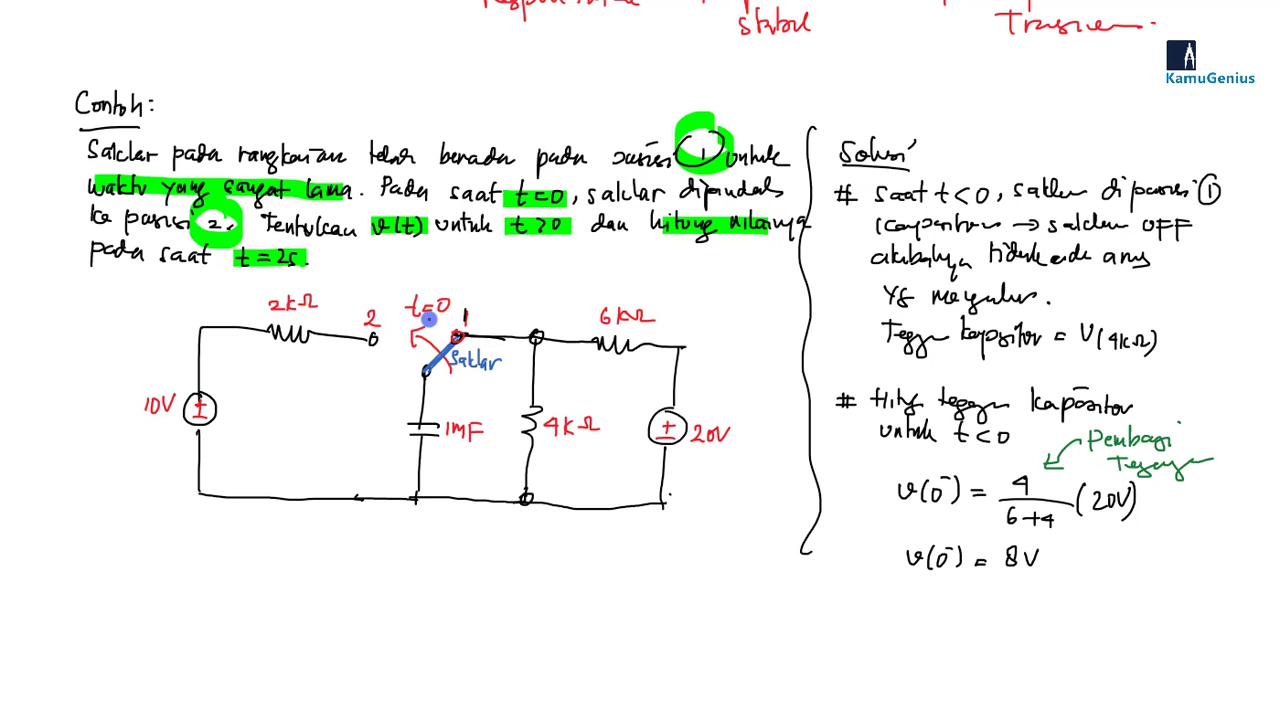 stabil
KamuGenius
Contoh:
Saklar pada rangkaian telah berada pada posisi 1 untuk
waktu yang sangat lama. Pada saat t=0, saklar dipindah
ke posisi 2. Tentukan v(t) untuk t>0 dan hitung nilainya
pada saat t=2s.
Solusi
# saat t<0, saklar di posisi 1
kapasitor → saklar OFF
akibatnya tidak ada arus
yg mengalir.
Tegan kapasitor = V(4kΩ)
# Hitung tegangan kapasitor
untuk t<0
Pembagi
Tegangan
v(0⁻) = 4/6+4 (20V)
v(0⁻) = 8V
2kΩ
2
t=0
1
6kΩ
Saklar
10V
±
1mF
4kΩ
±
20V